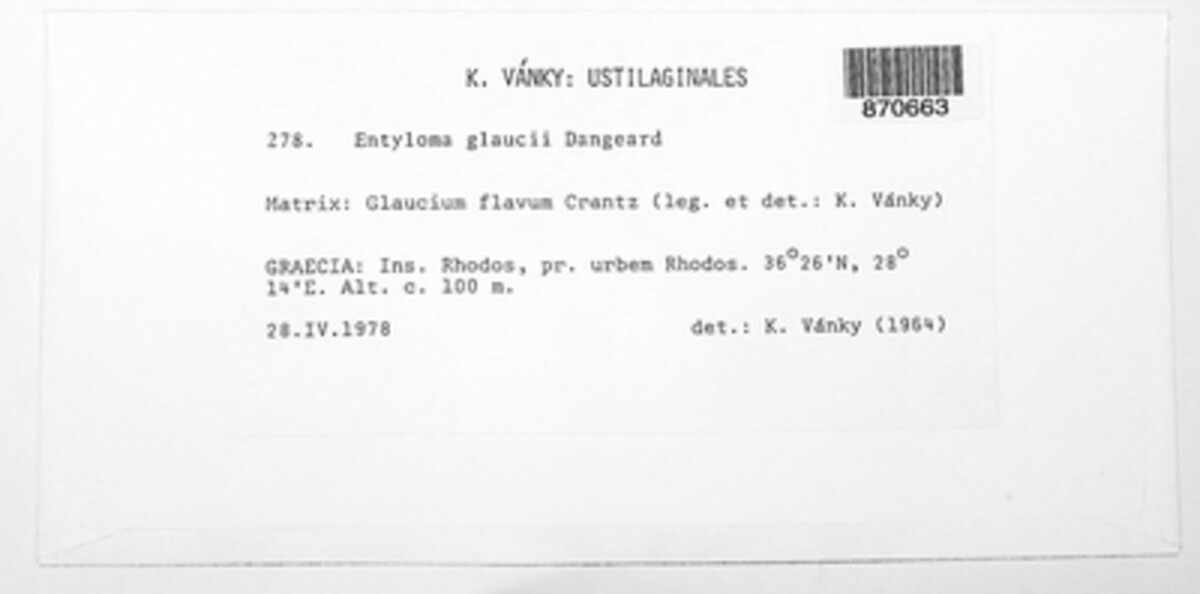 K. VÁNKY: USTILAGINALES
870663
278. Entyloma glaucii Dangeard
Matrix: Glaucium flavum Crantz (leg. et det.: K. Vánky)
GRAECIA: Ins. Rhodos, pr. urbem Rhodos. 36°26'N, 28°
14'E. Alt. c. 100 m.
28.IV.1978 det.: K. Vánky (1964)